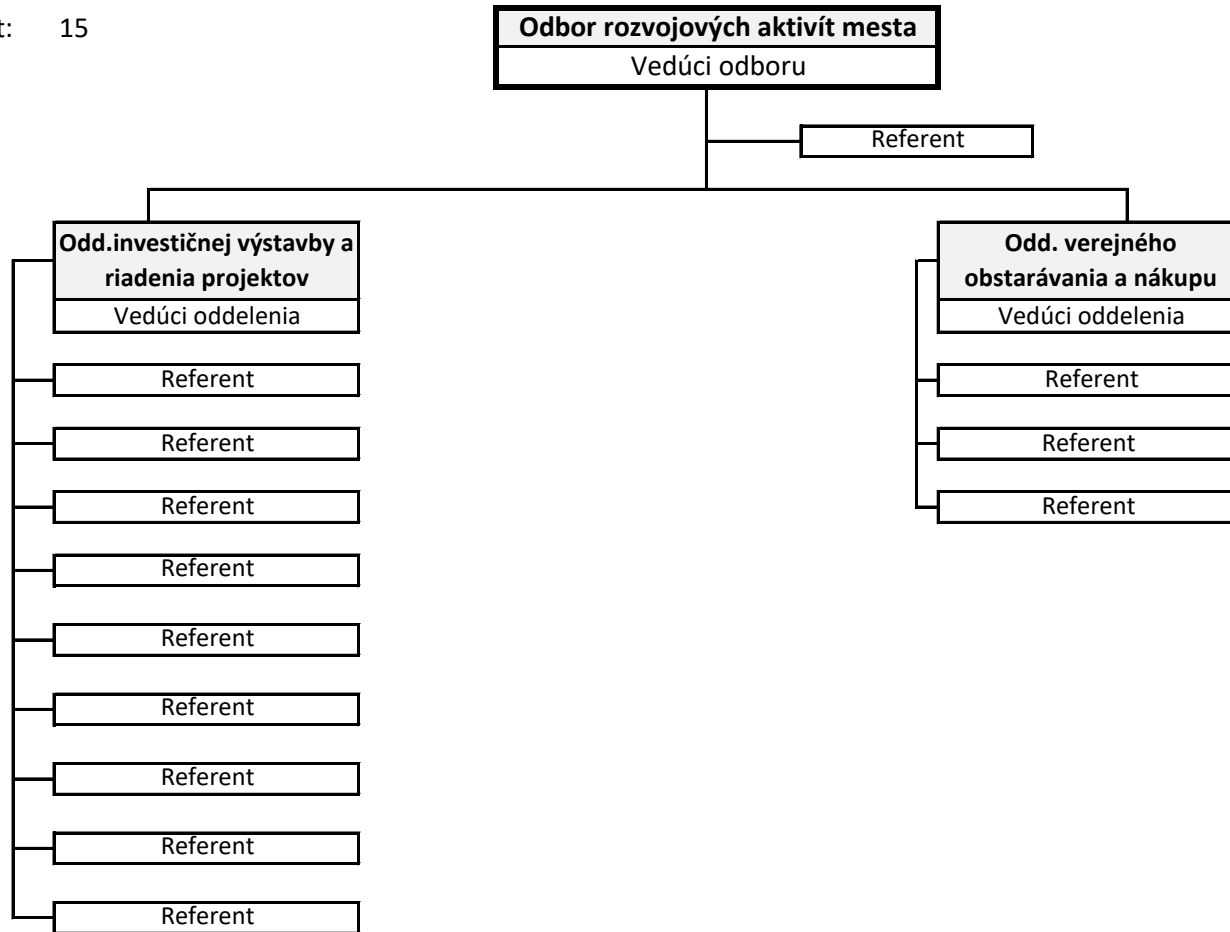 t: 15
Odbor rozvojových aktivít mesta
Vedúci odboru
Referent
Odd.investičnej výstavby a
riadenia projektov
Vedúci oddelenia
Referent
Referent
Referent
Referent
Referent
Referent
Referent
Referent
Referent
Odd. verejného
obstarávania a nákupu
Vedúci oddelenia
Referent
Referent
Referent